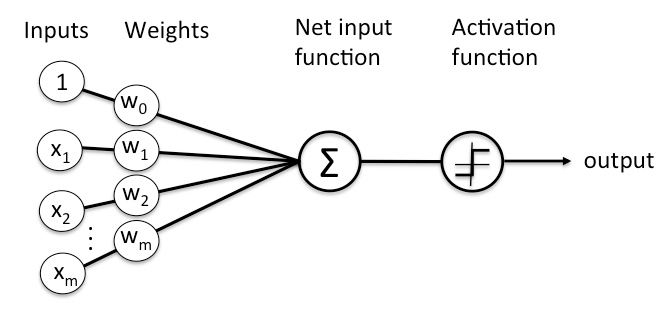 Inputs
Weights
Net input
function
Activation
function
1
w0
x1
w1
x2
w2
⋮
xm
wm
Σ
output